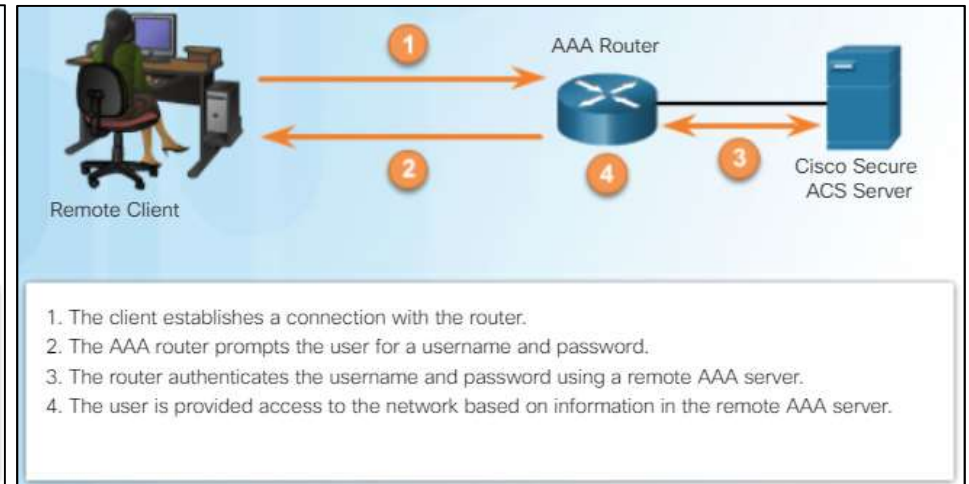 1
AAA Router
2
4
3
Cisco Secure
ACS Server
Remote Client
1. The client establishes a connection with the router.
2. The AAA router prompts the user for a username and password.
3. The router authenticates the username and password using a remote AAA server.
4. The user is provided access to the network based on information in the remote AAA server.